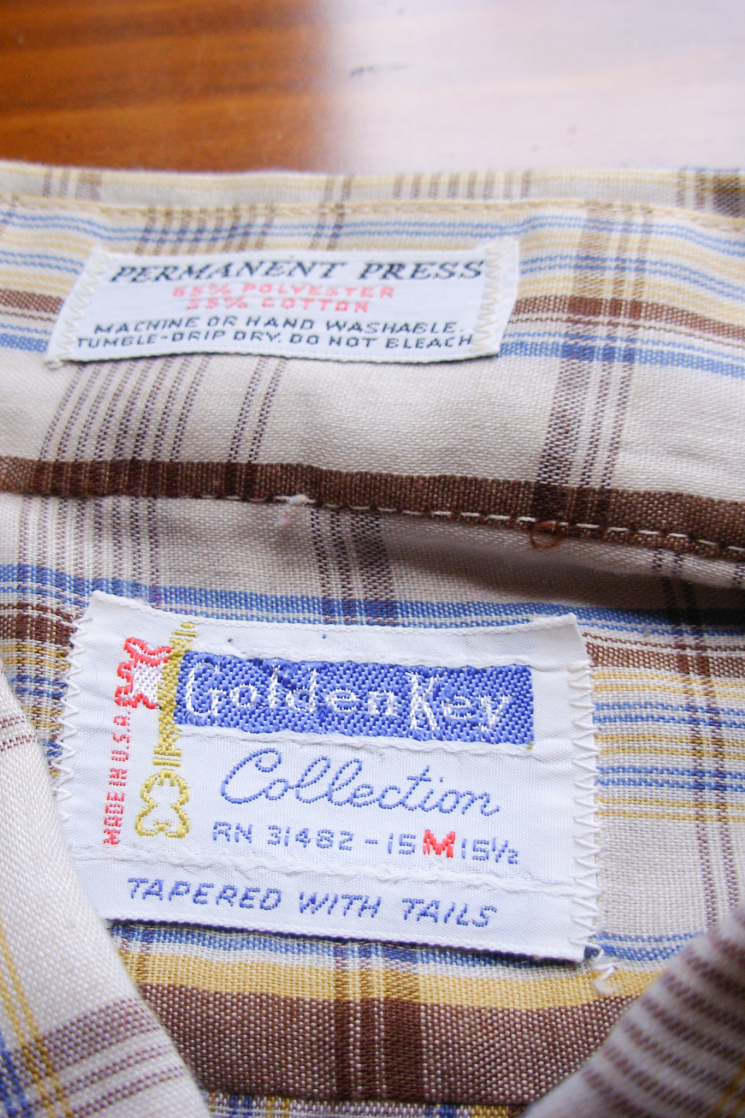 PERMANENT PRESS
65% POLYESTER
35% COTTON
MACHINE OR HAND WASHABLE.
TUMBLE-DRIP DRY. DO NOT BLEACH
GoldenKey
Collection
MADE IN U.S.A.
RN 31482-15 M 15½
TAPERED WITH TAILS